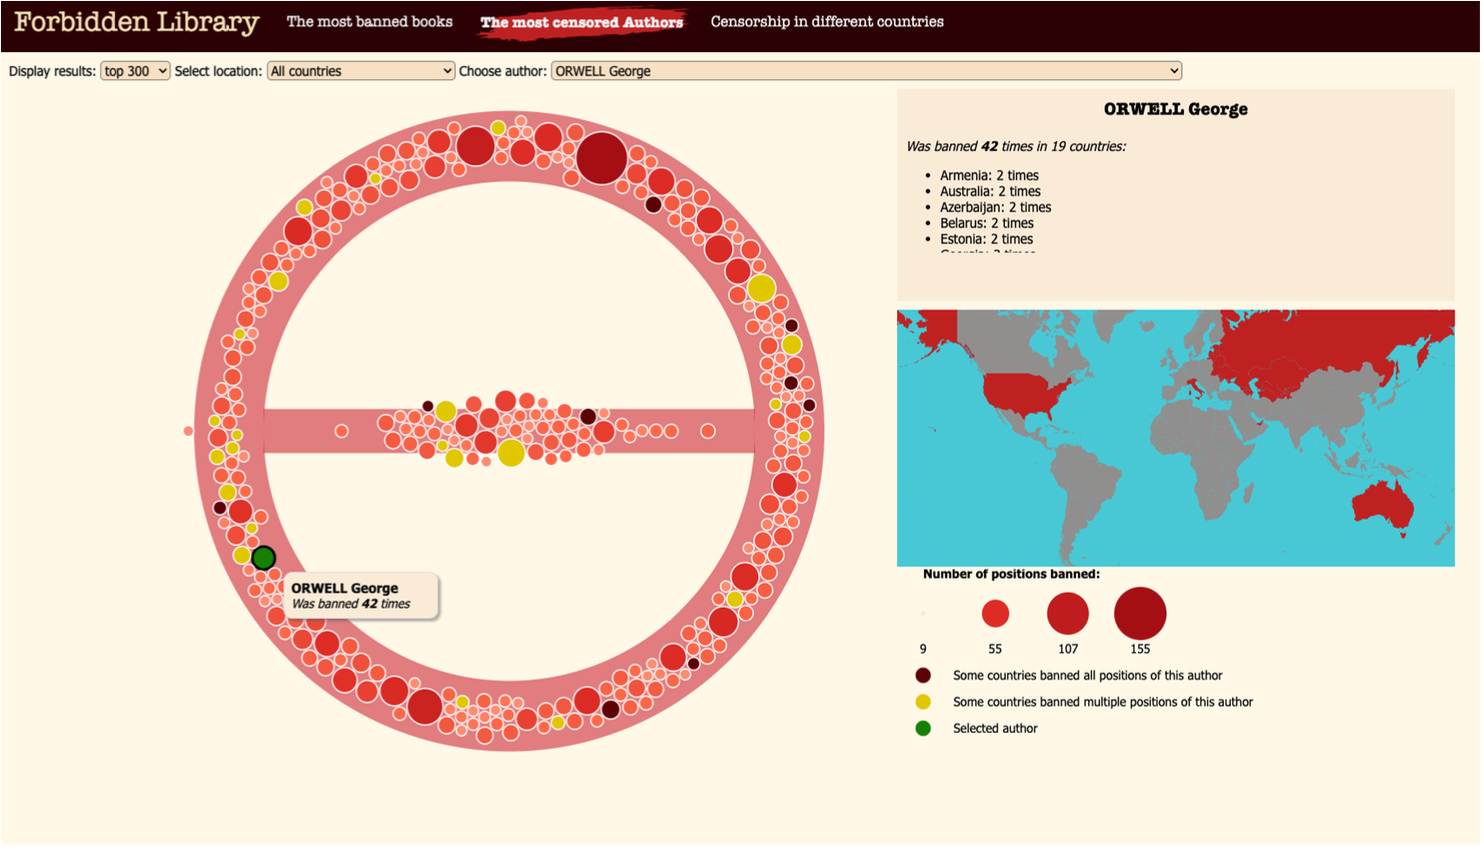 Forbidden Library The most banned books The most censored Authors Censorship in different countries
Display results: top 300 Select location: All countries Choose author: ORWELL George
ORWELL George
Was banned 42 times in 19 countries:
• Armenia: 2 times
• Australia: 2 times
• Azerbaijan: 2 times
• Belarus: 2 times
• Estonia: 2 times
ORWELL George
Was banned 42 times
Number of positions banned:
9 55 107 155
Some countries banned all positions of this author
Some countries banned multiple positions of this author
Selected author